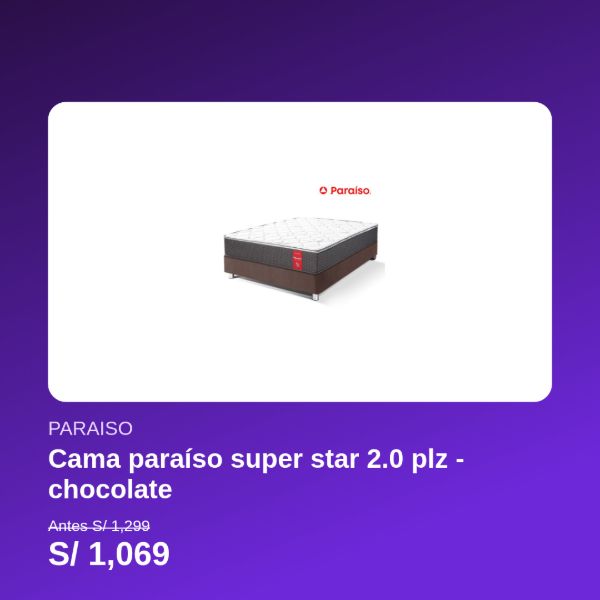 Paraíso
PARAISO
Cama paraíso super star 2.0 plz -
chocolate
Antes S/ 1,299
S/ 1,069